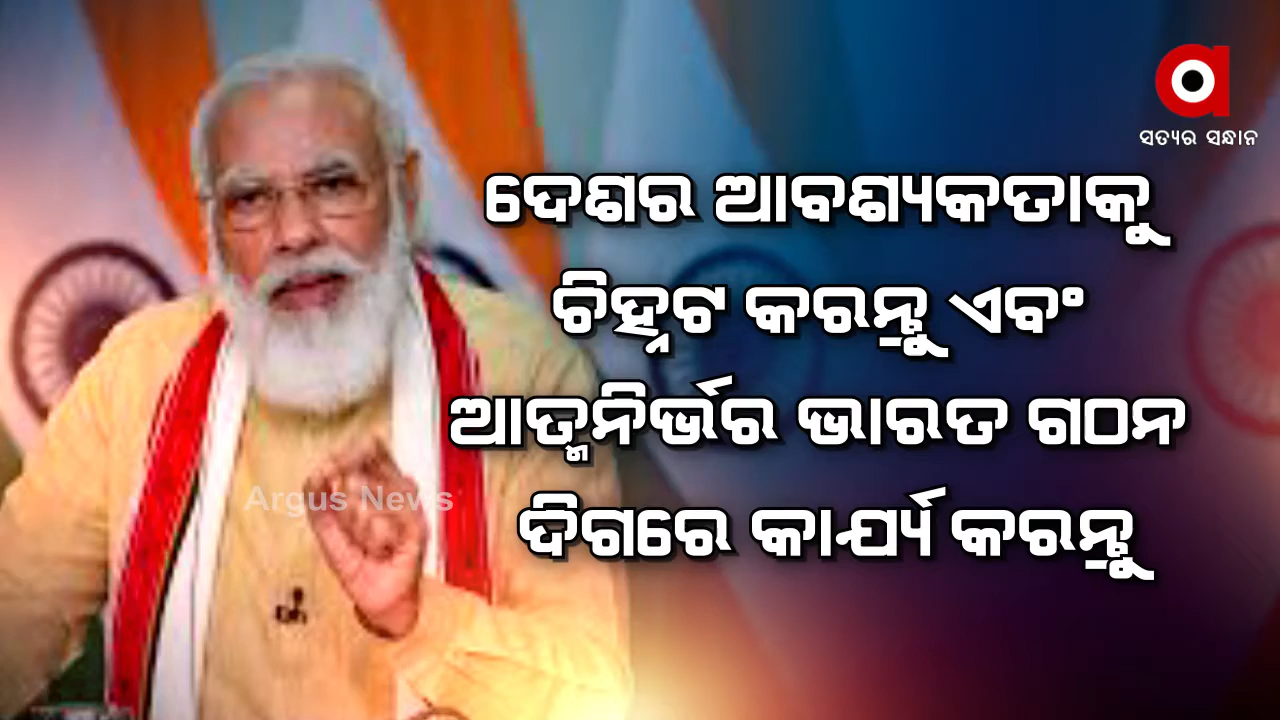 ସତ୍ୟର ସନ୍ଧାନ
ଦେଶର ଆବଶ୍ୟକତାକୁ
ଚିହ୍ନଟ କରନ୍ତୁ ଏବଂ
ଆତ୍ମନିର୍ଭର ଭାରତ ଗଠନ
ଦିଗରେ କାର୍ଯ୍ୟ କରନ୍ତୁ
Argus News